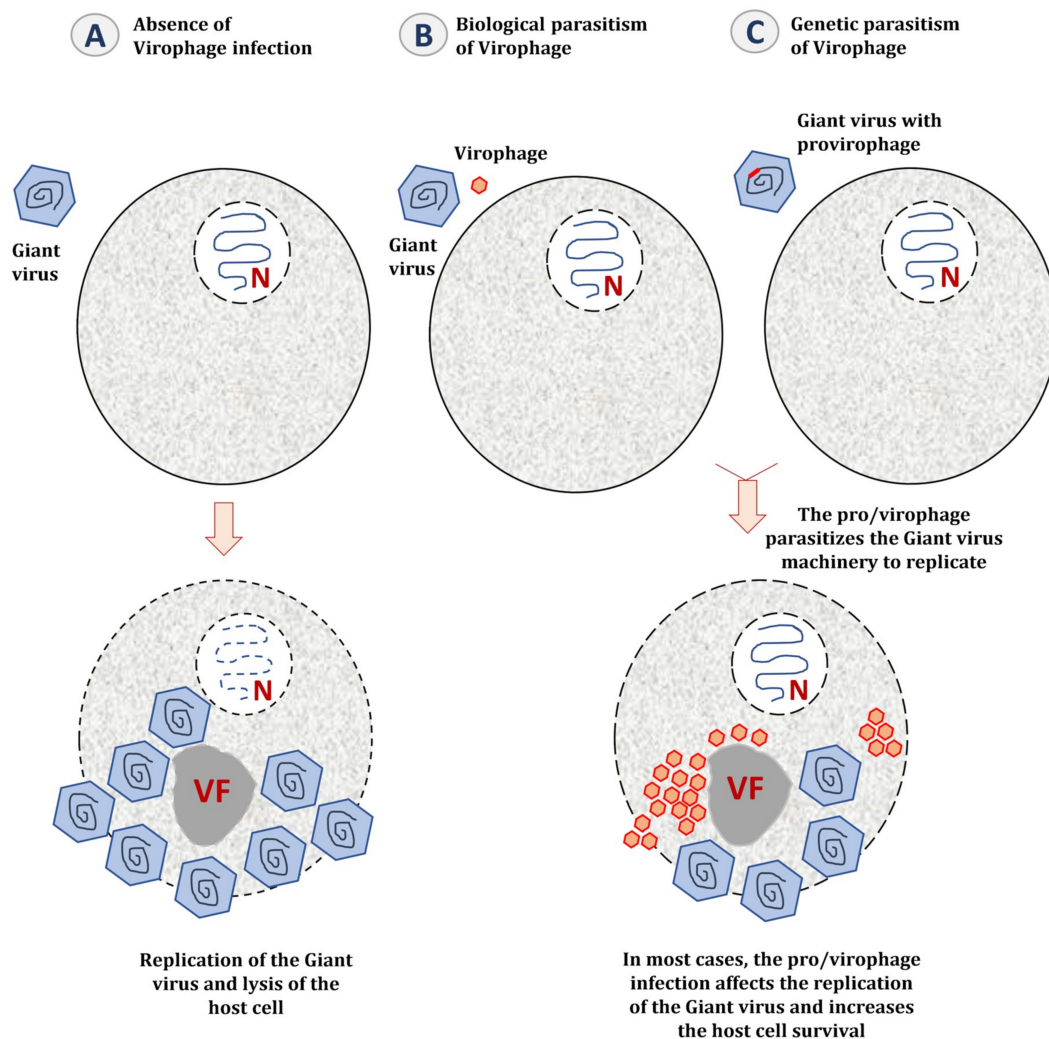 A
Absence of
Virophage infection
B
Biological parasitism
of Virophage
C
Genetic parasitism
of Virophage
Giant
virus
N
Virophage
Giant
virus
N
Giant virus with
provirophage
N
The pro/virophage
parasitizes the Giant virus
machinery to replicate
N
VF
N
VF
Replication of the Giant
virus and lysis of the
host cell
In most cases, the pro/virophage
infection affects the replication
of the Giant virus and increases
the host cell survival